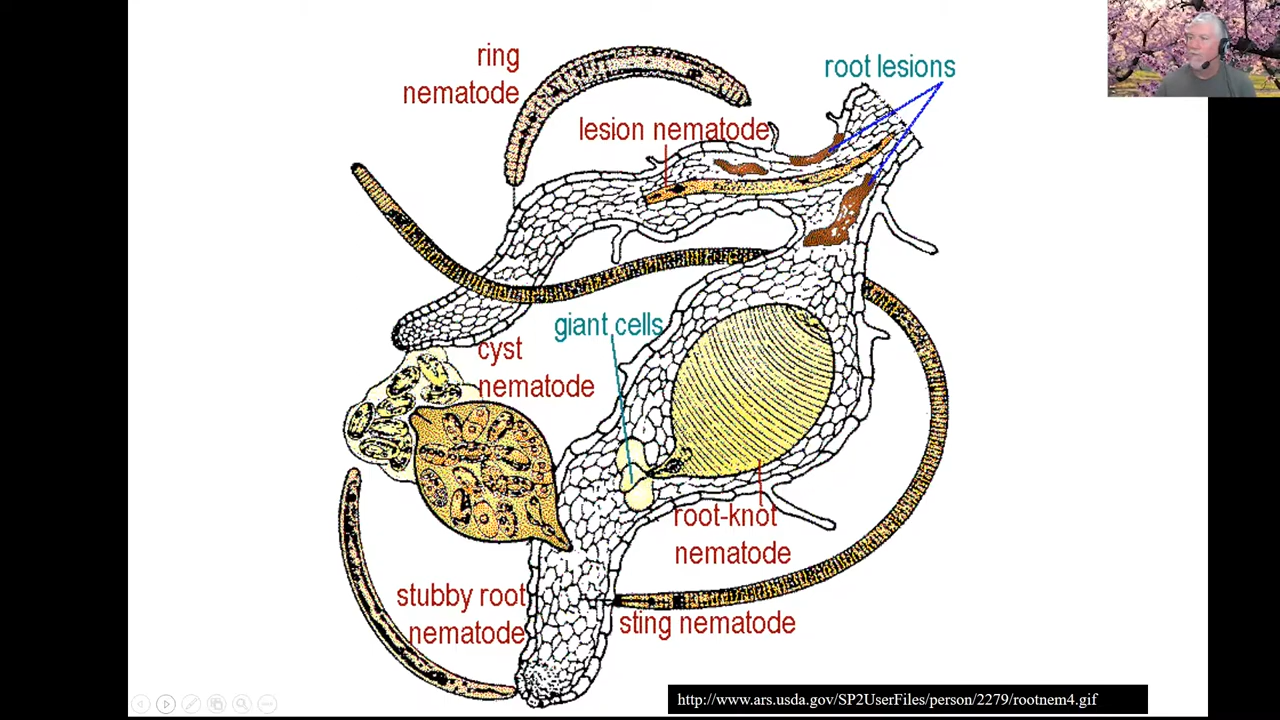 ring
nematode
root lesions
lesion nematode
giant cells
cyst
nematode
root-knot
nematode
stubby root
nematode
sting nematode
http://www.ars.usda.gov/SP2UserFiles/person/2279/rootnem4.gif